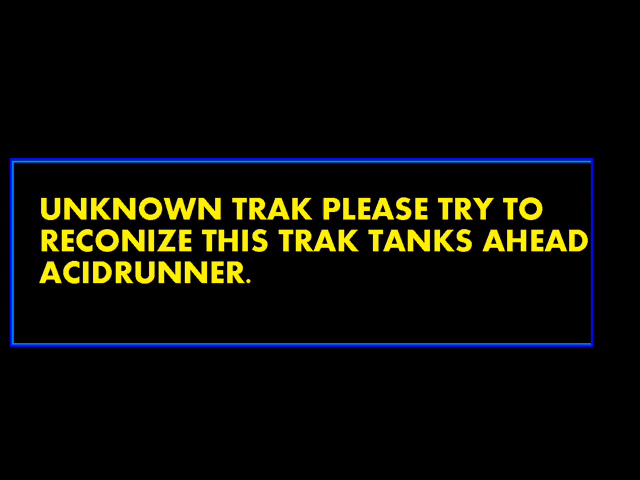 UNKNOWN TRAK PLEASE TRY TO
RECONIZE THIS TRAK TANKS AHEAD
ACIDRUNNER.